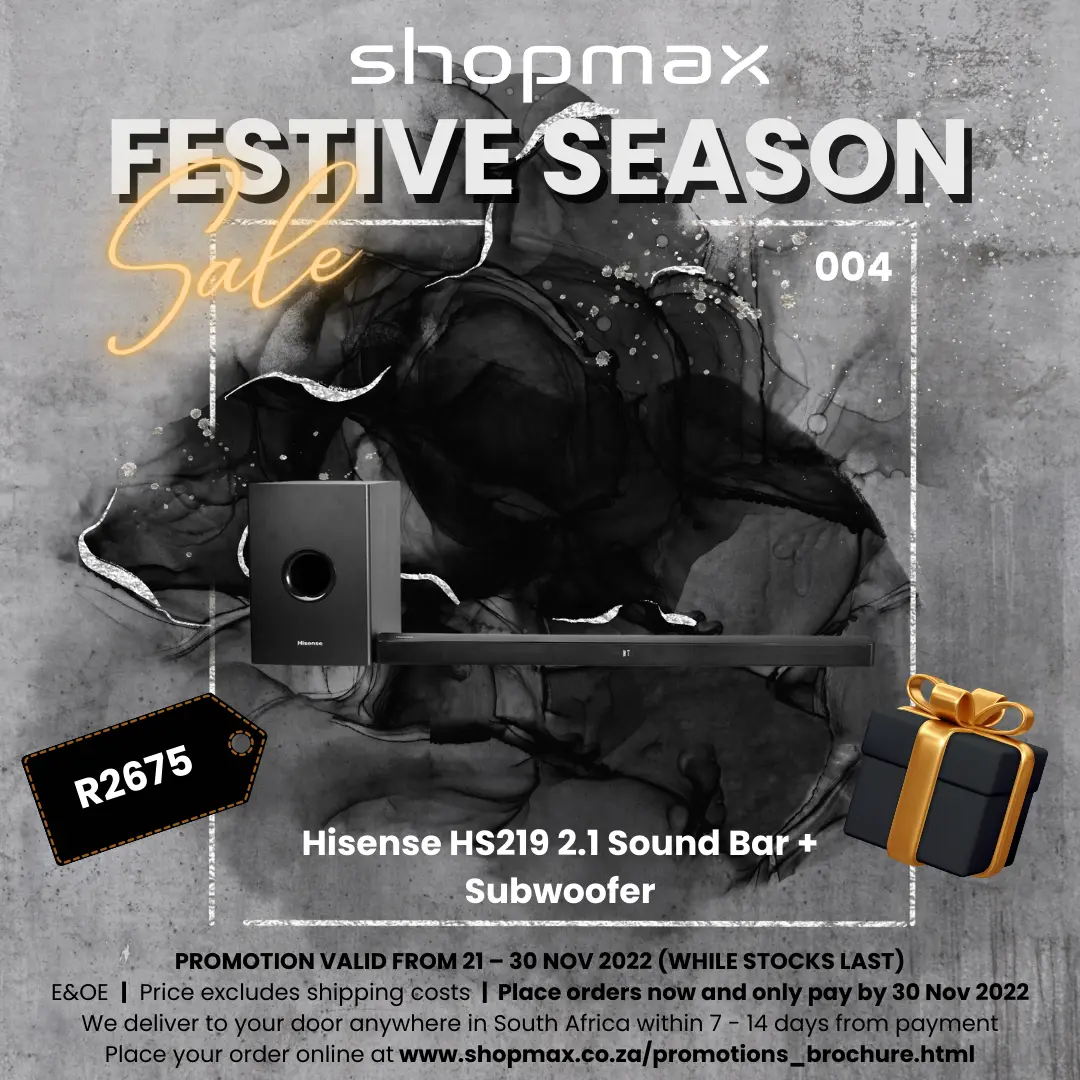 shopmax
FESTIVE SEASON
Sale
004
Hisense
BT
R2675
Hisense HS219 2.1 Sound Bar +
Subwoofer
PROMOTION VALID FROM 21 – 30 NOV 2022 (WHILE STOCKS LAST)
E&OE | Price excludes shipping costs | Place orders now and only pay by 30 Nov 2022
We deliver to your door anywhere in South Africa within 7 - 14 days from payment
Place your order online at www.shopmax.co.za/promotions_brochure.html